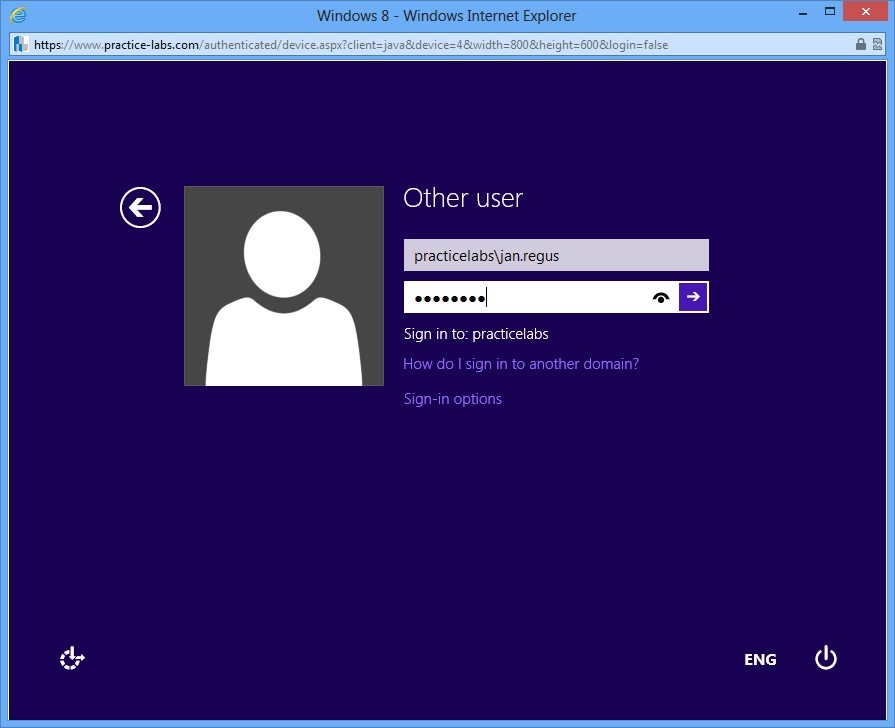 Windows 8 - Windows Internet Explorer
https://www.practice-labs.com/authenticated/device.aspx?client=java&device=4&width=800&height=600&login=false
Other user
practicelabs\jan.regus
••••••••
Sign in to: practicelabs
How do I sign in to another domain?
Sign-in options
ENG